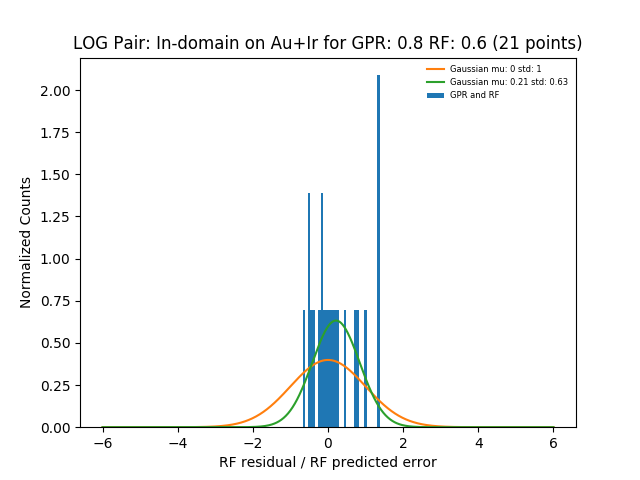 LOG Pair: In-domain on Au+Ir for GPR: 0.8 RF: 0.6 (21 points)
Gaussian mu: 0 std: 1
Gaussian mu: 0.21 std: 0.63
GPR and RF
Normalized Counts
2.00
1.75
1.50
1.25
1.00
0.75
0.50
0.25
0.00
−6
−4
−2
0
2
4
6
RF residual / RF predicted error